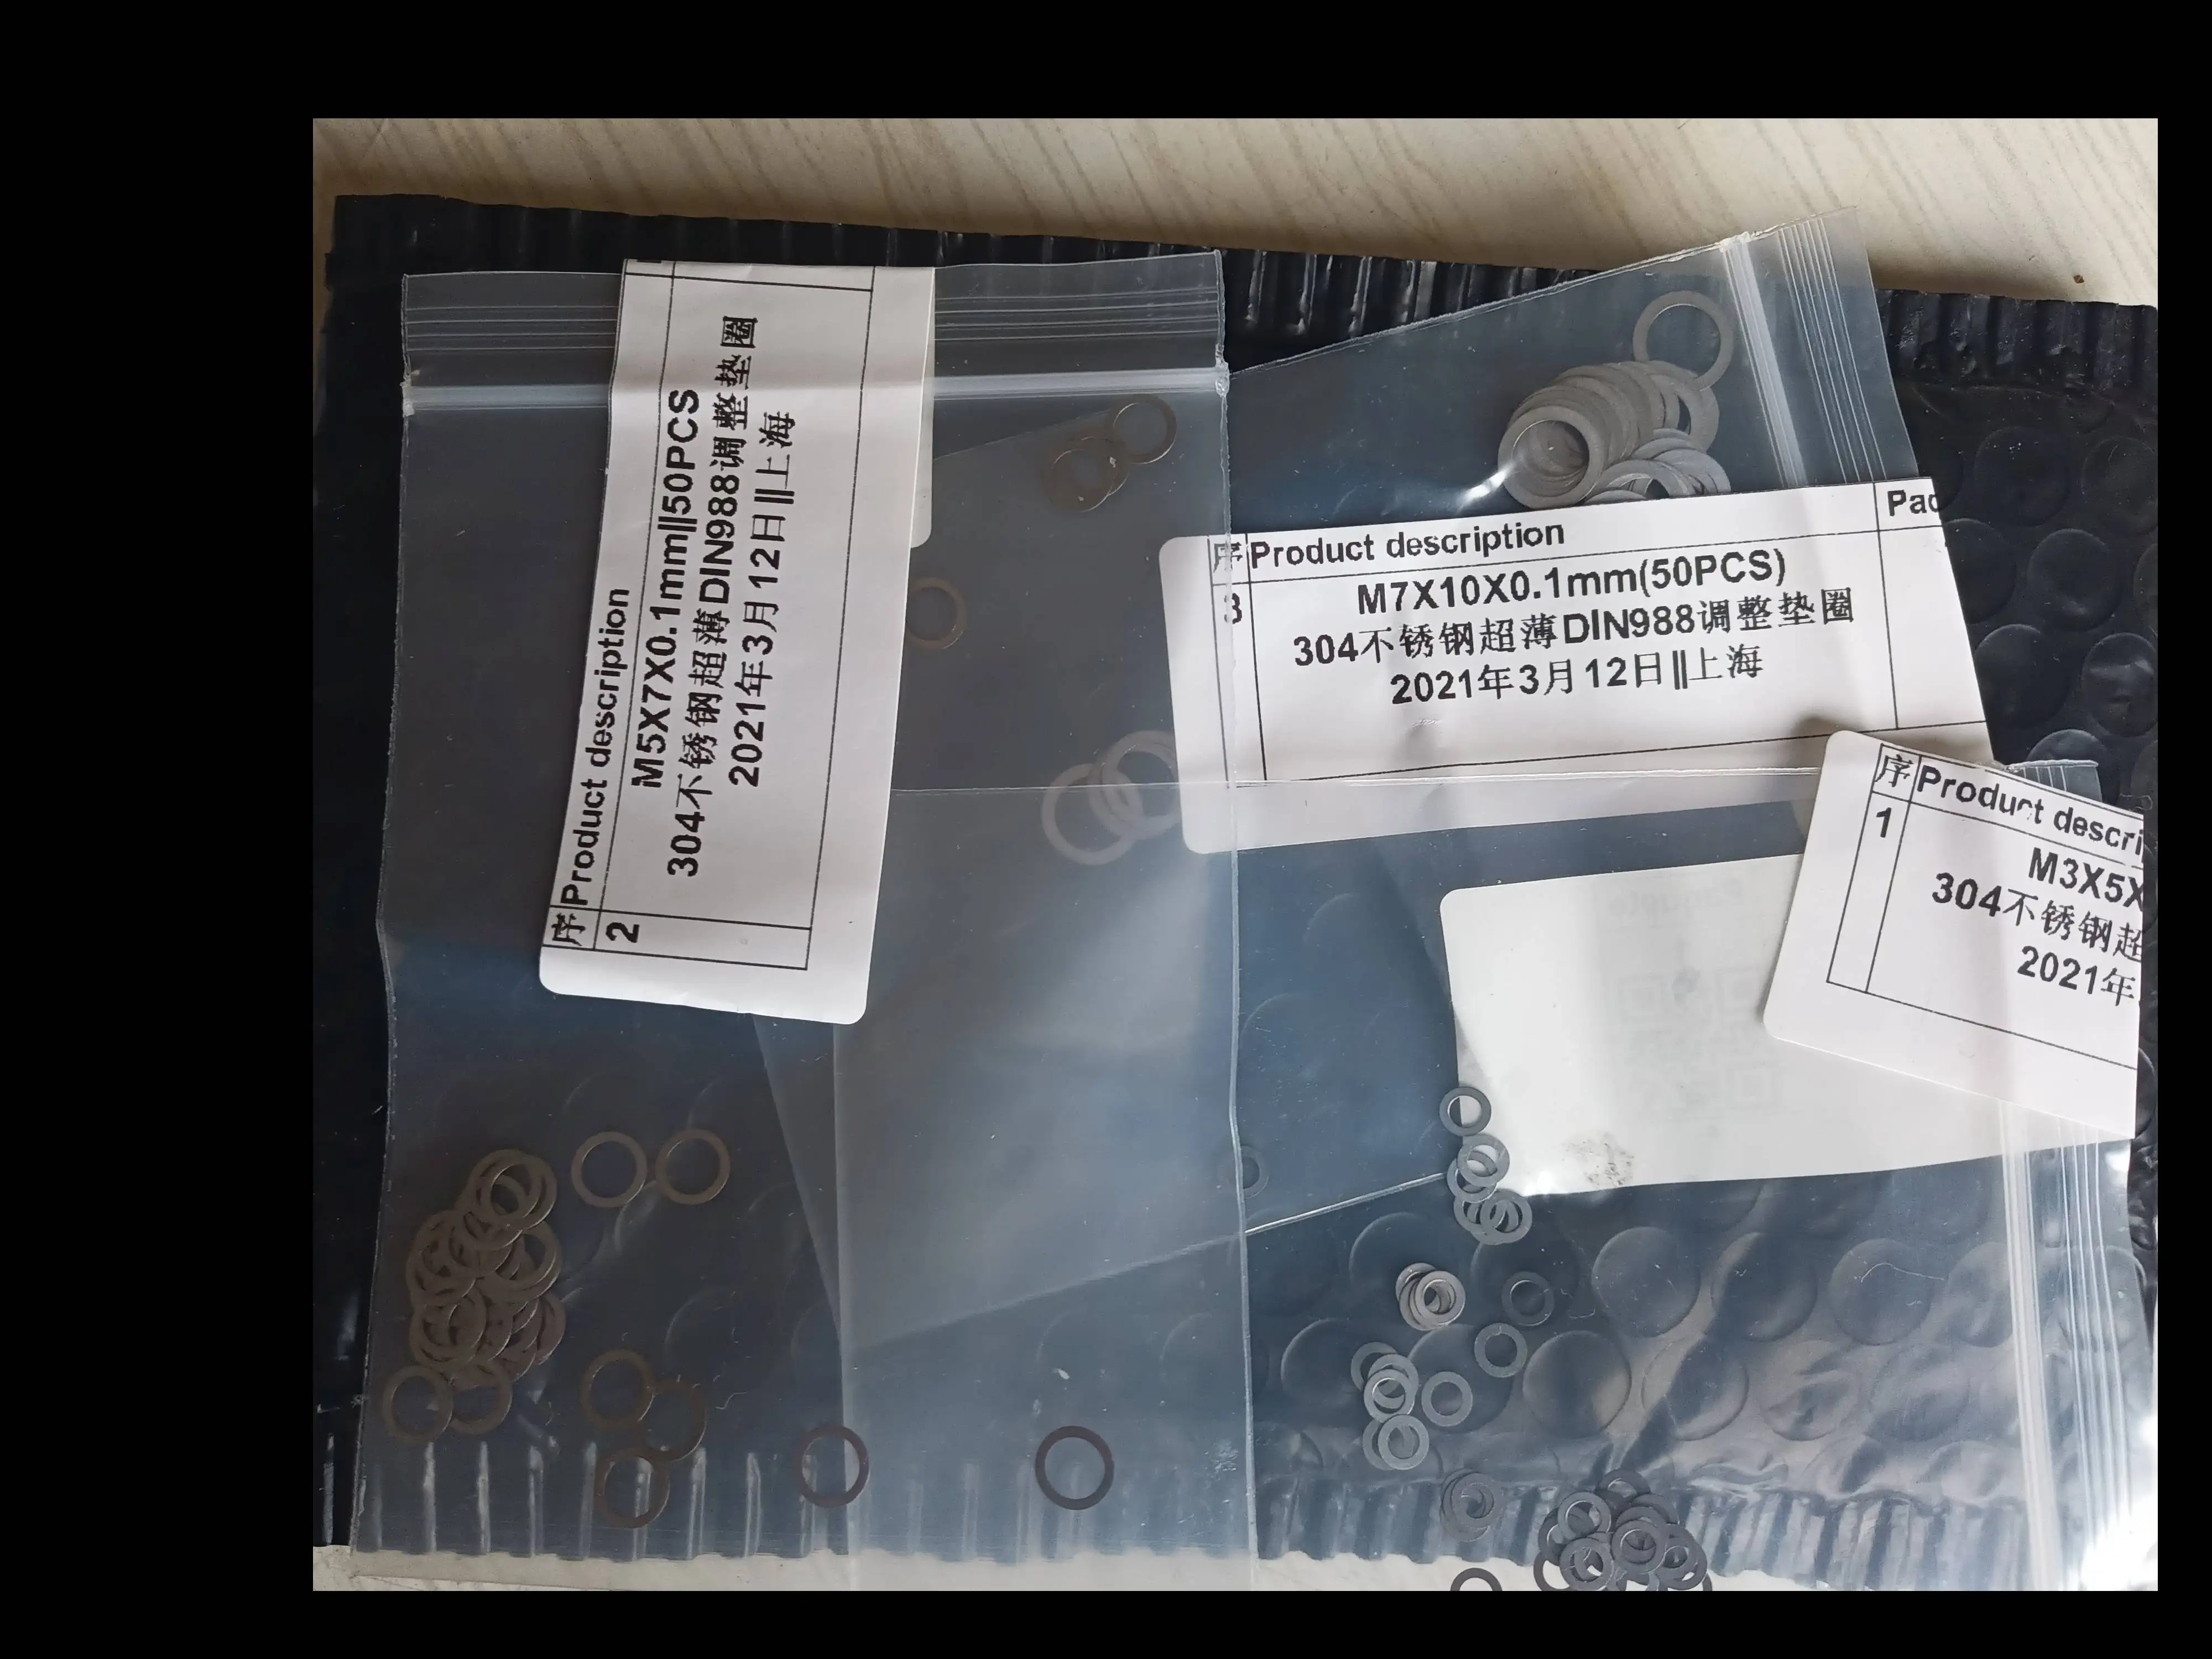 序 Product description
2
M5X7X0.1mm||50PCS
304不锈钢超薄DIN988调整垫圈
2021年3月12日||上海
序 Product description Pac
3
M7X10X0.1mm(50PCS)
304不锈钢超薄DIN988调整垫圈
2021年3月12日||上海
序 Product descri
1
M3X5X
304不锈钢超
2021年